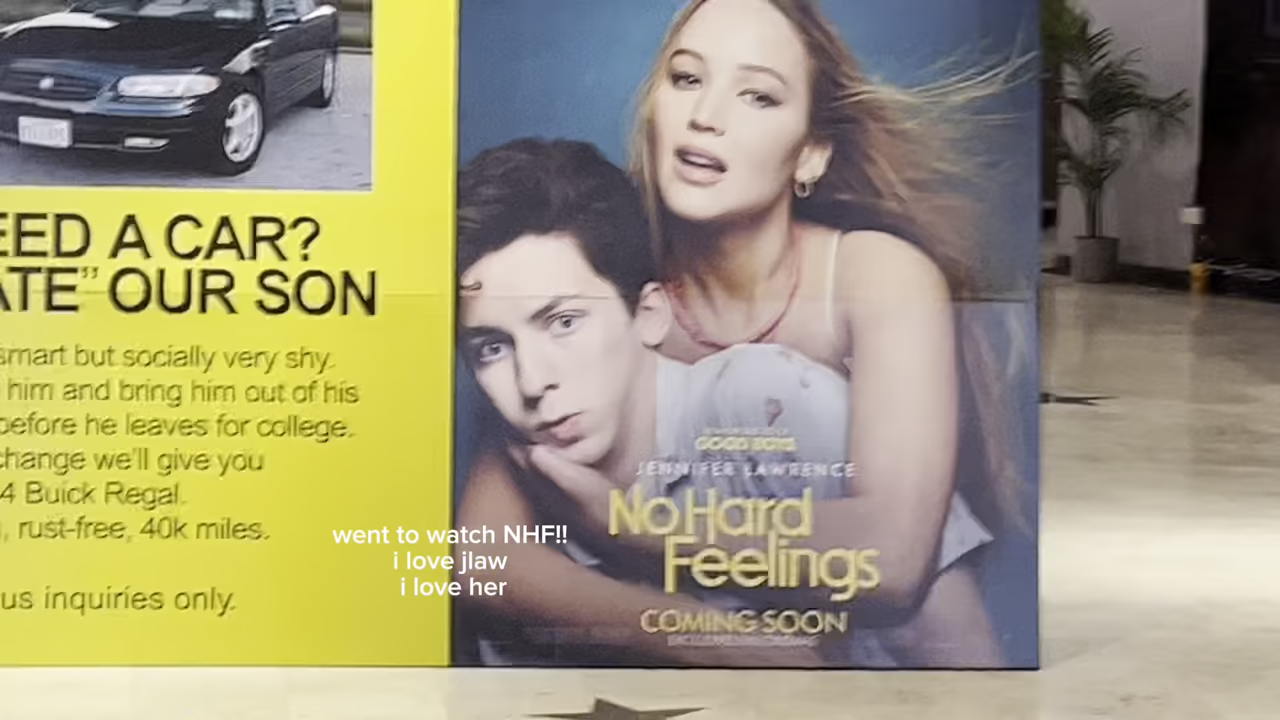 EED A CAR?
ATE" OUR SON
smart but socially very shy.
him and bring him out of his
before he leaves for college.
change we'll give you
4 Buick Regal.
, rust-free, 40k miles.
us inquiries only.
went to watch NHF!!
i love jlaw
i love her
GOOD BOYS
JENNIFER LAWRENCE
No Hard
Feelings
COMING SOON